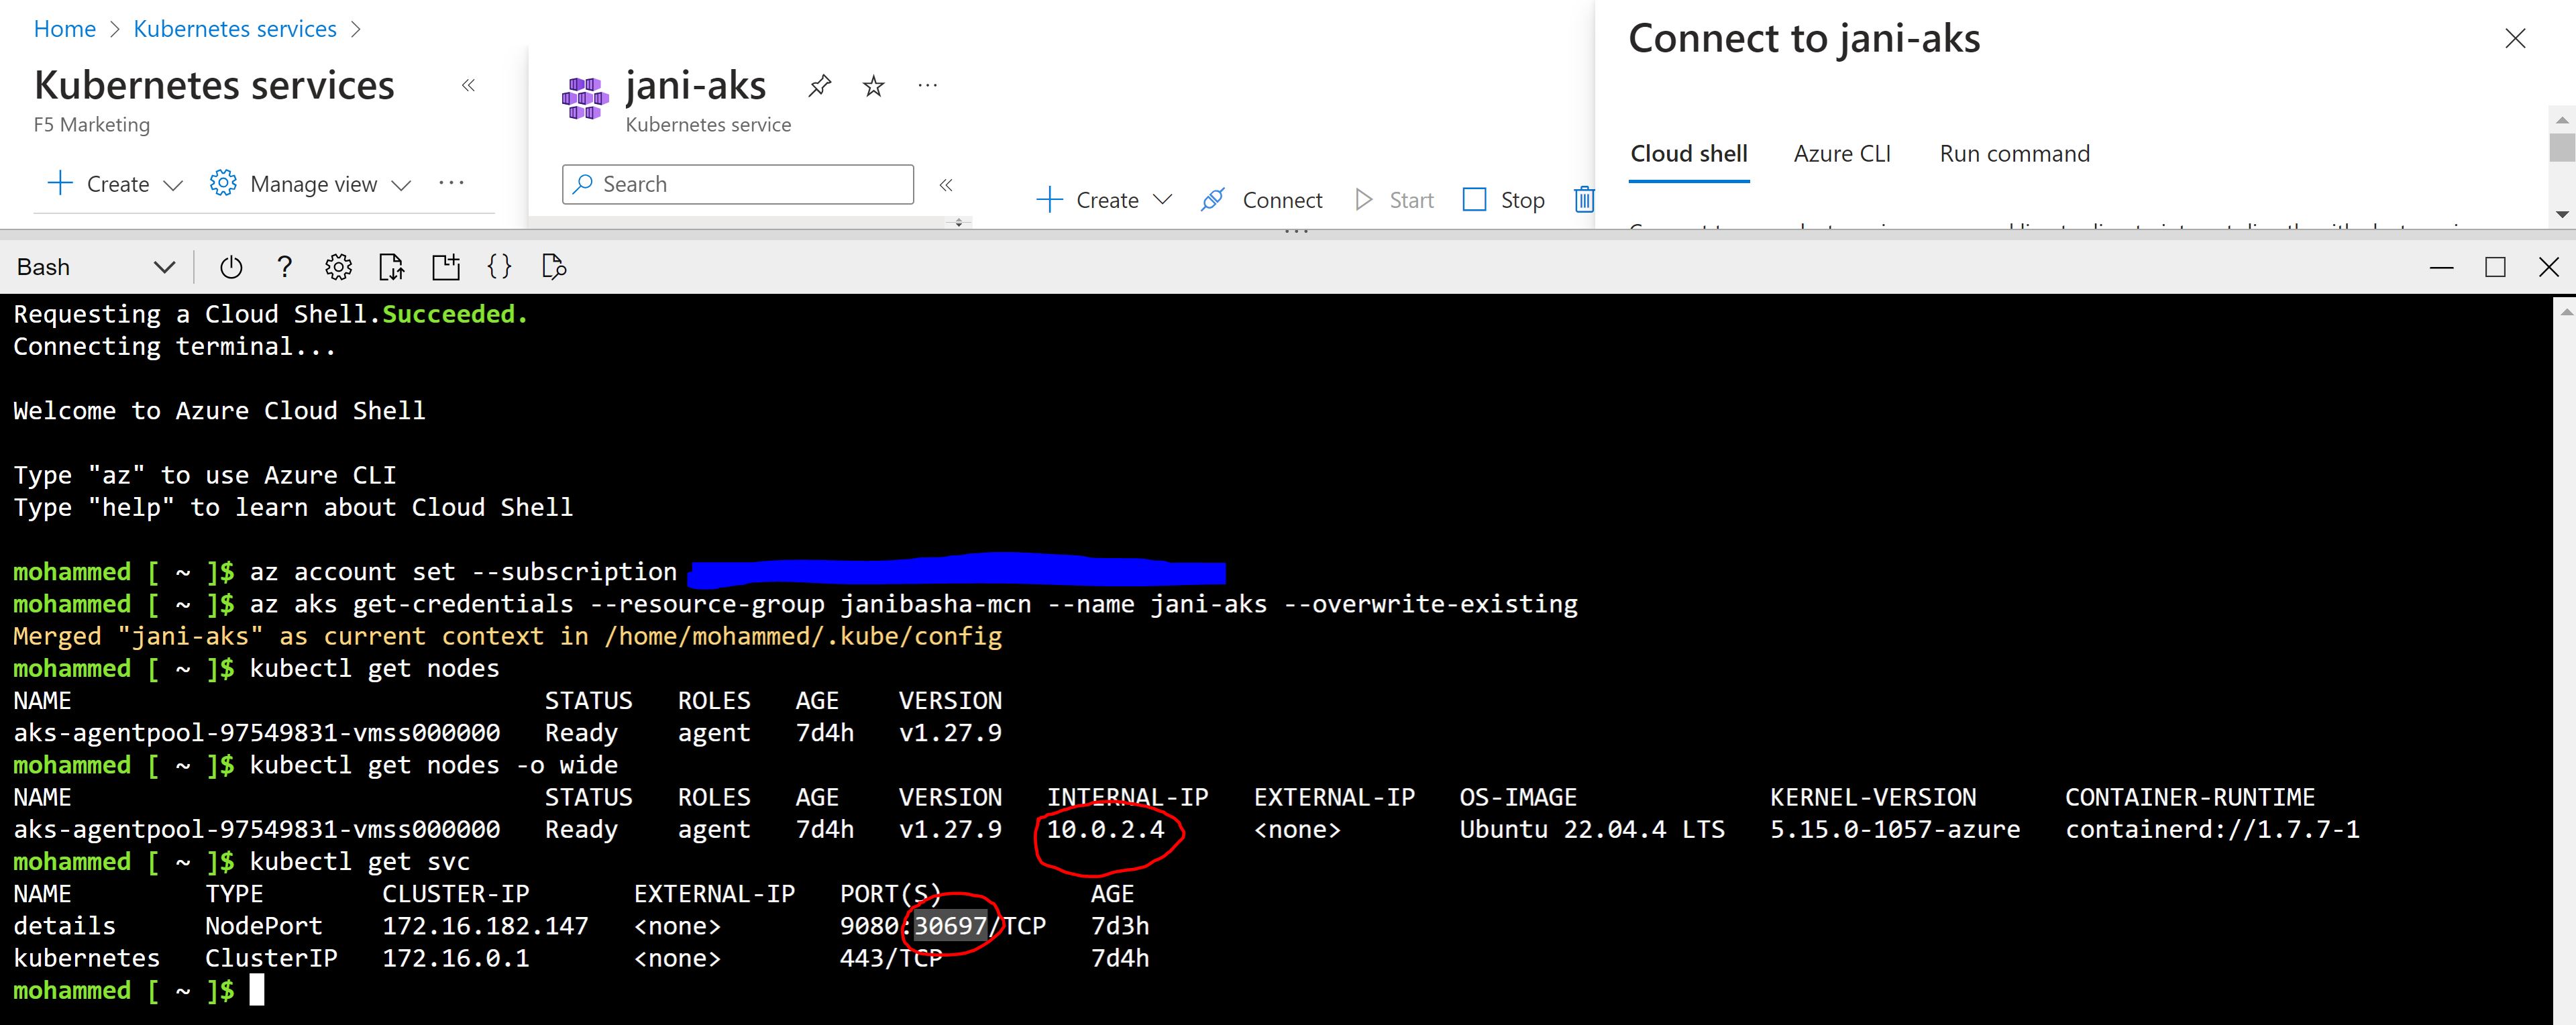 Home > Kubernetes services >
Kubernetes services «
F5 Marketing
+ Create Manage view ...
jani-aks ...
Kubernetes service
Search «
+ Create Connect Start Stop
Connect to jani-aks
Cloud shell Azure CLI Run command
Bash ? {}
Requesting a Cloud Shell.Succeeded.
Connecting terminal...
Welcome to Azure Cloud Shell
Type "az" to use Azure CLI
Type "help" to learn about Cloud Shell
mohammed [ ~ ]$ az account set --subscription
mohammed [ ~ ]$ az aks get-credentials --resource-group janibasha-mcn --name jani-aks --overwrite-existing
Merged "jani-aks" as current context in /home/mohammed/.kube/config
mohammed [ ~ ]$ kubectl get nodes
NAME STATUS ROLES AGE VERSION
aks-agentpool-97549831-vmss000000 Ready agent 7d4h v1.27.9
mohammed [ ~ ]$ kubectl get nodes -o wide
NAME STATUS ROLES AGE VERSION INTERNAL-IP EXTERNAL-IP OS-IMAGE KERNEL-VERSION CONTAINER-RUNTIME
aks-agentpool-97549831-vmss000000 Ready agent 7d4h v1.27.9 10.0.2.4 <none> Ubuntu 22.04.4 LTS 5.15.0-1057-azure containerd://1.7.7-1
mohammed [ ~ ]$ kubectl get svc
NAME TYPE CLUSTER-IP EXTERNAL-IP PORT(S) AGE
details NodePort 172.16.182.147 <none> 9080:30697/TCP 7d3h
kubernetes ClusterIP 172.16.0.1 <none> 443/TCP 7d4h
mohammed [ ~ ]$